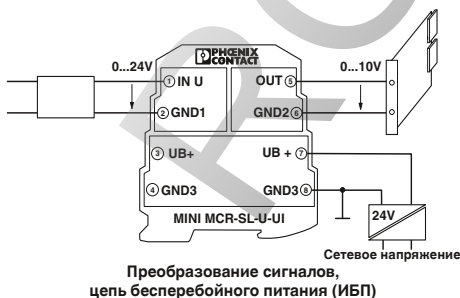 PHŒNIX
CONTACT
0...24V
0...10V
① IN U
OUT ⑤
② GND1
GND2 ⑥
③ UB+
UB + ⑦
④ GND3
GND3 ⑧
24V
MINI MCR-SL-U-UI
Сетевое напряжение
Преобразование сигналов,
цепь бесперебойного питания (ИБП)